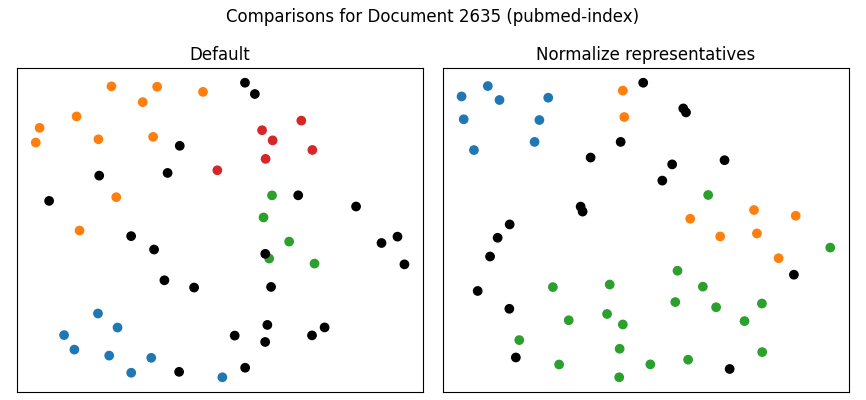 Comparisons for Document 2635 (pubmed-index)
Default
Normalize representatives